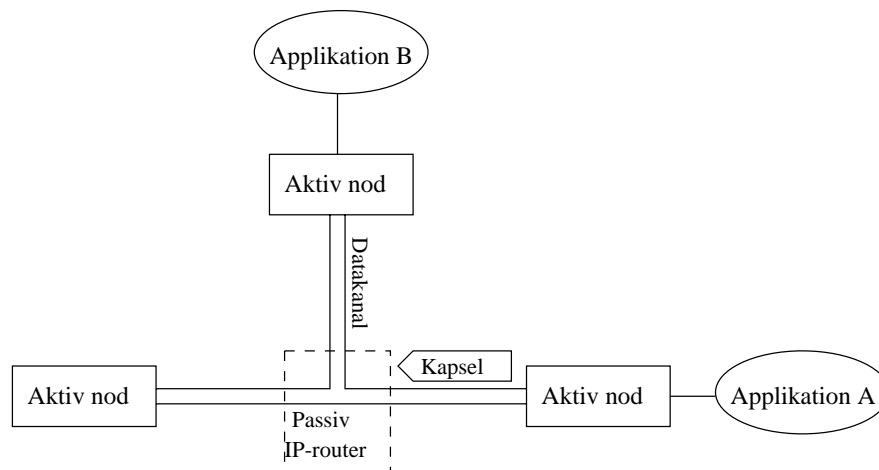 Applikation B
Aktiv nod
Datakanal
Kapsel
Aktiv nod
Aktiv nod
Applikation A
Passiv
IP-router